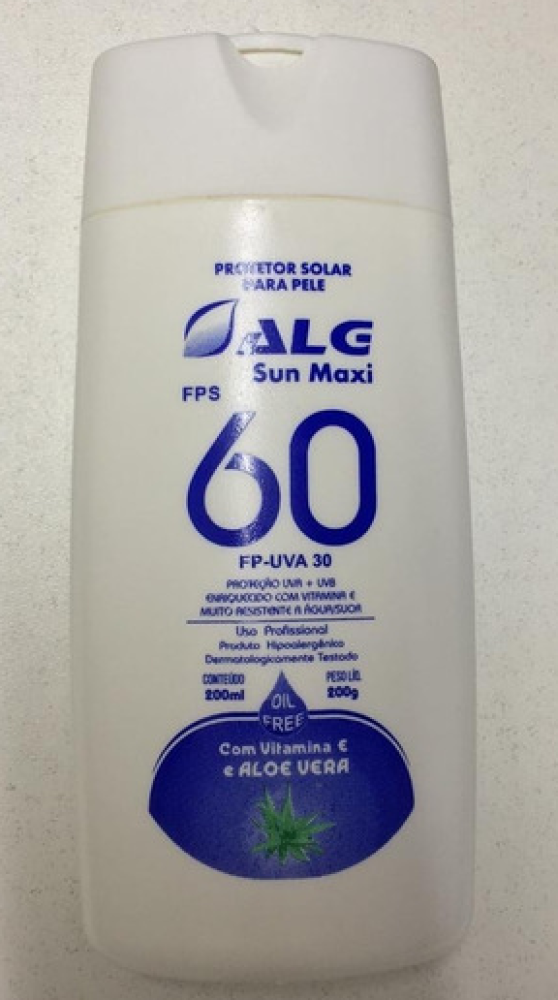 PROTETOR SOLAR
PARA PELE
ALG
Sun Maxi
FPS
60
FP-UVA 30
PROTEÇÃO UVA + UVB
ENRIQUECIDO COM VITAMINA E
MUITO RESISTENTE A ÁGUA/SUOR
Uso Profissional
Produto Hipoalergênico
Dermatologicamente Testado
CONTEÚDO
200ml
PESO LÍQ.
200g
OIL
FREE
Com Vitamina E
e ALOE VERA